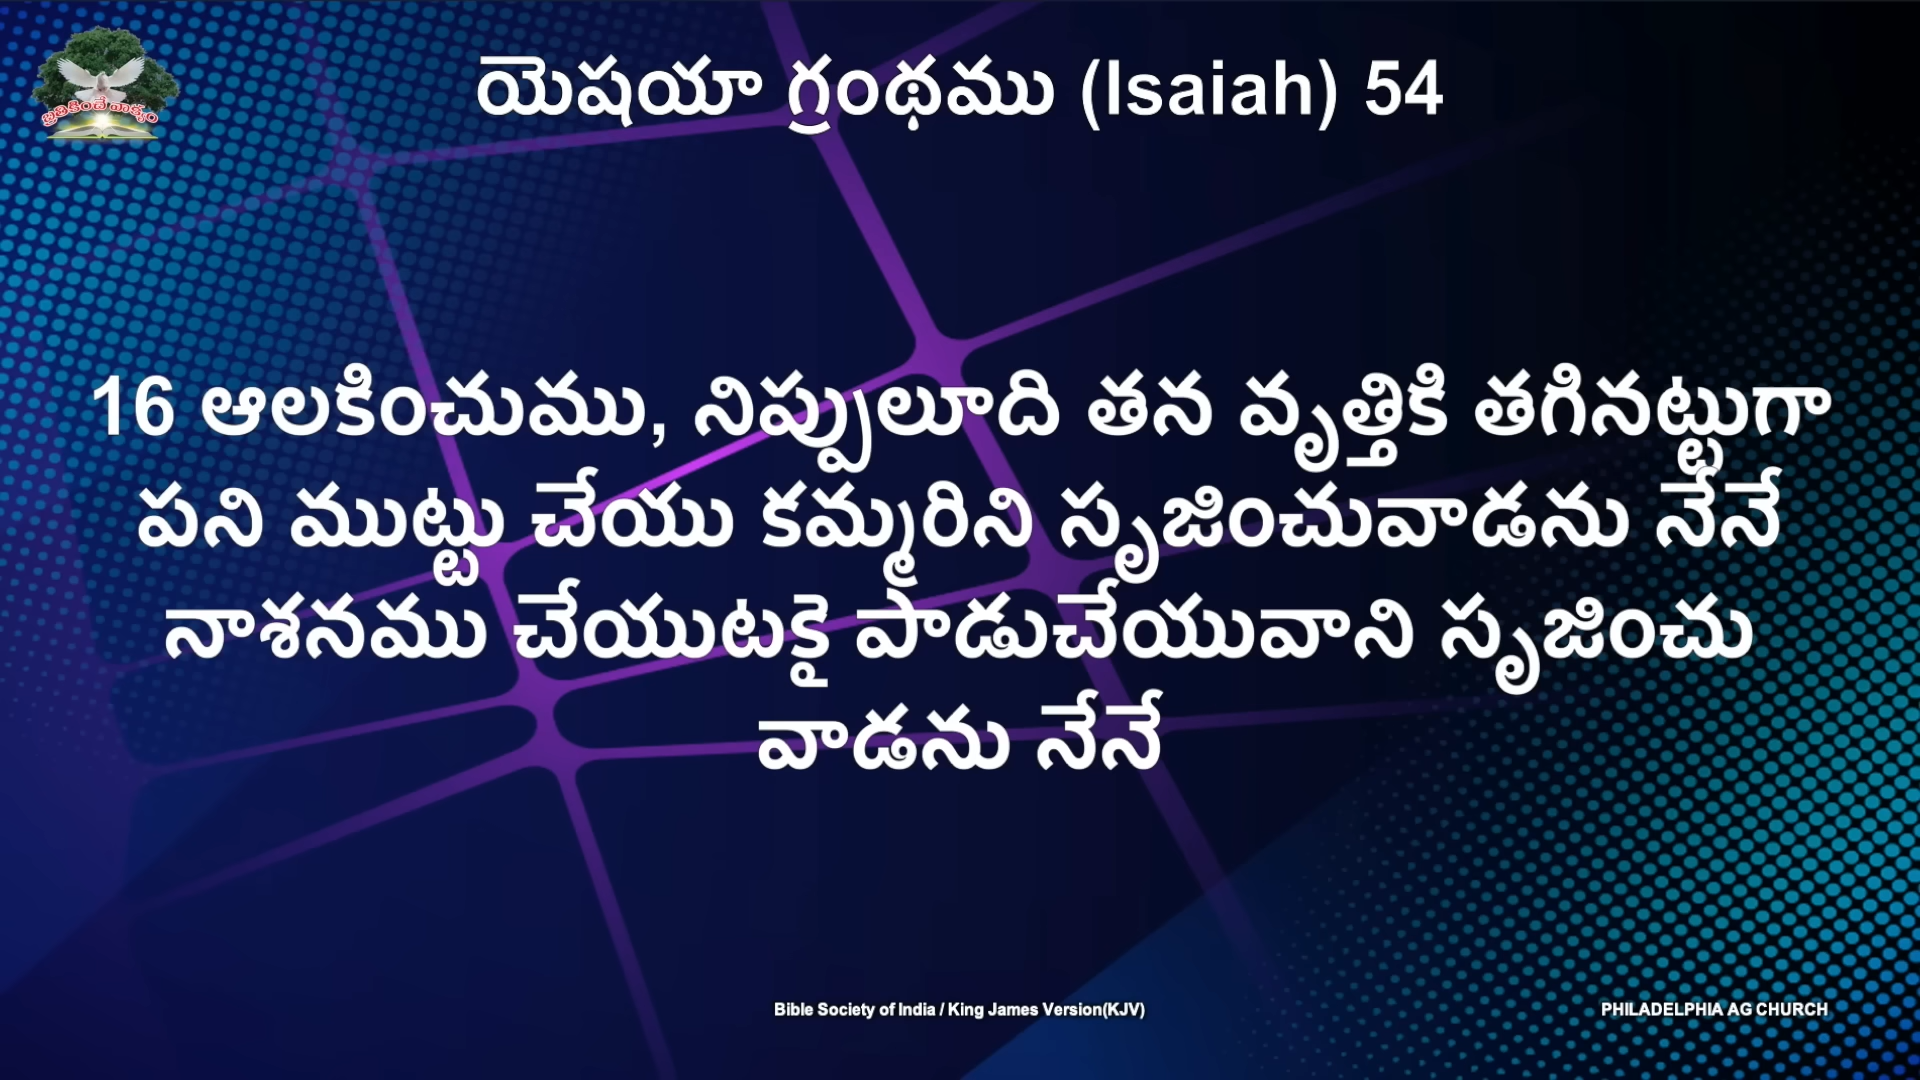 బ్రతికించే వాక్యం
యెషయా గ్రంథము (Isaiah) 54
16 ఆలకించుము, నిప్పులూది తన వృత్తికి తగినట్టుగా
పని ముట్టు చేయు కమ్మరిని సృజించువాడను నేనే
నాశనము చేయుటకై పాడుచేయువాని సృజించు
వాడను నేనే
Bible Society of India / King James Version(KJV)
PHILADELPHIA AG CHURCH